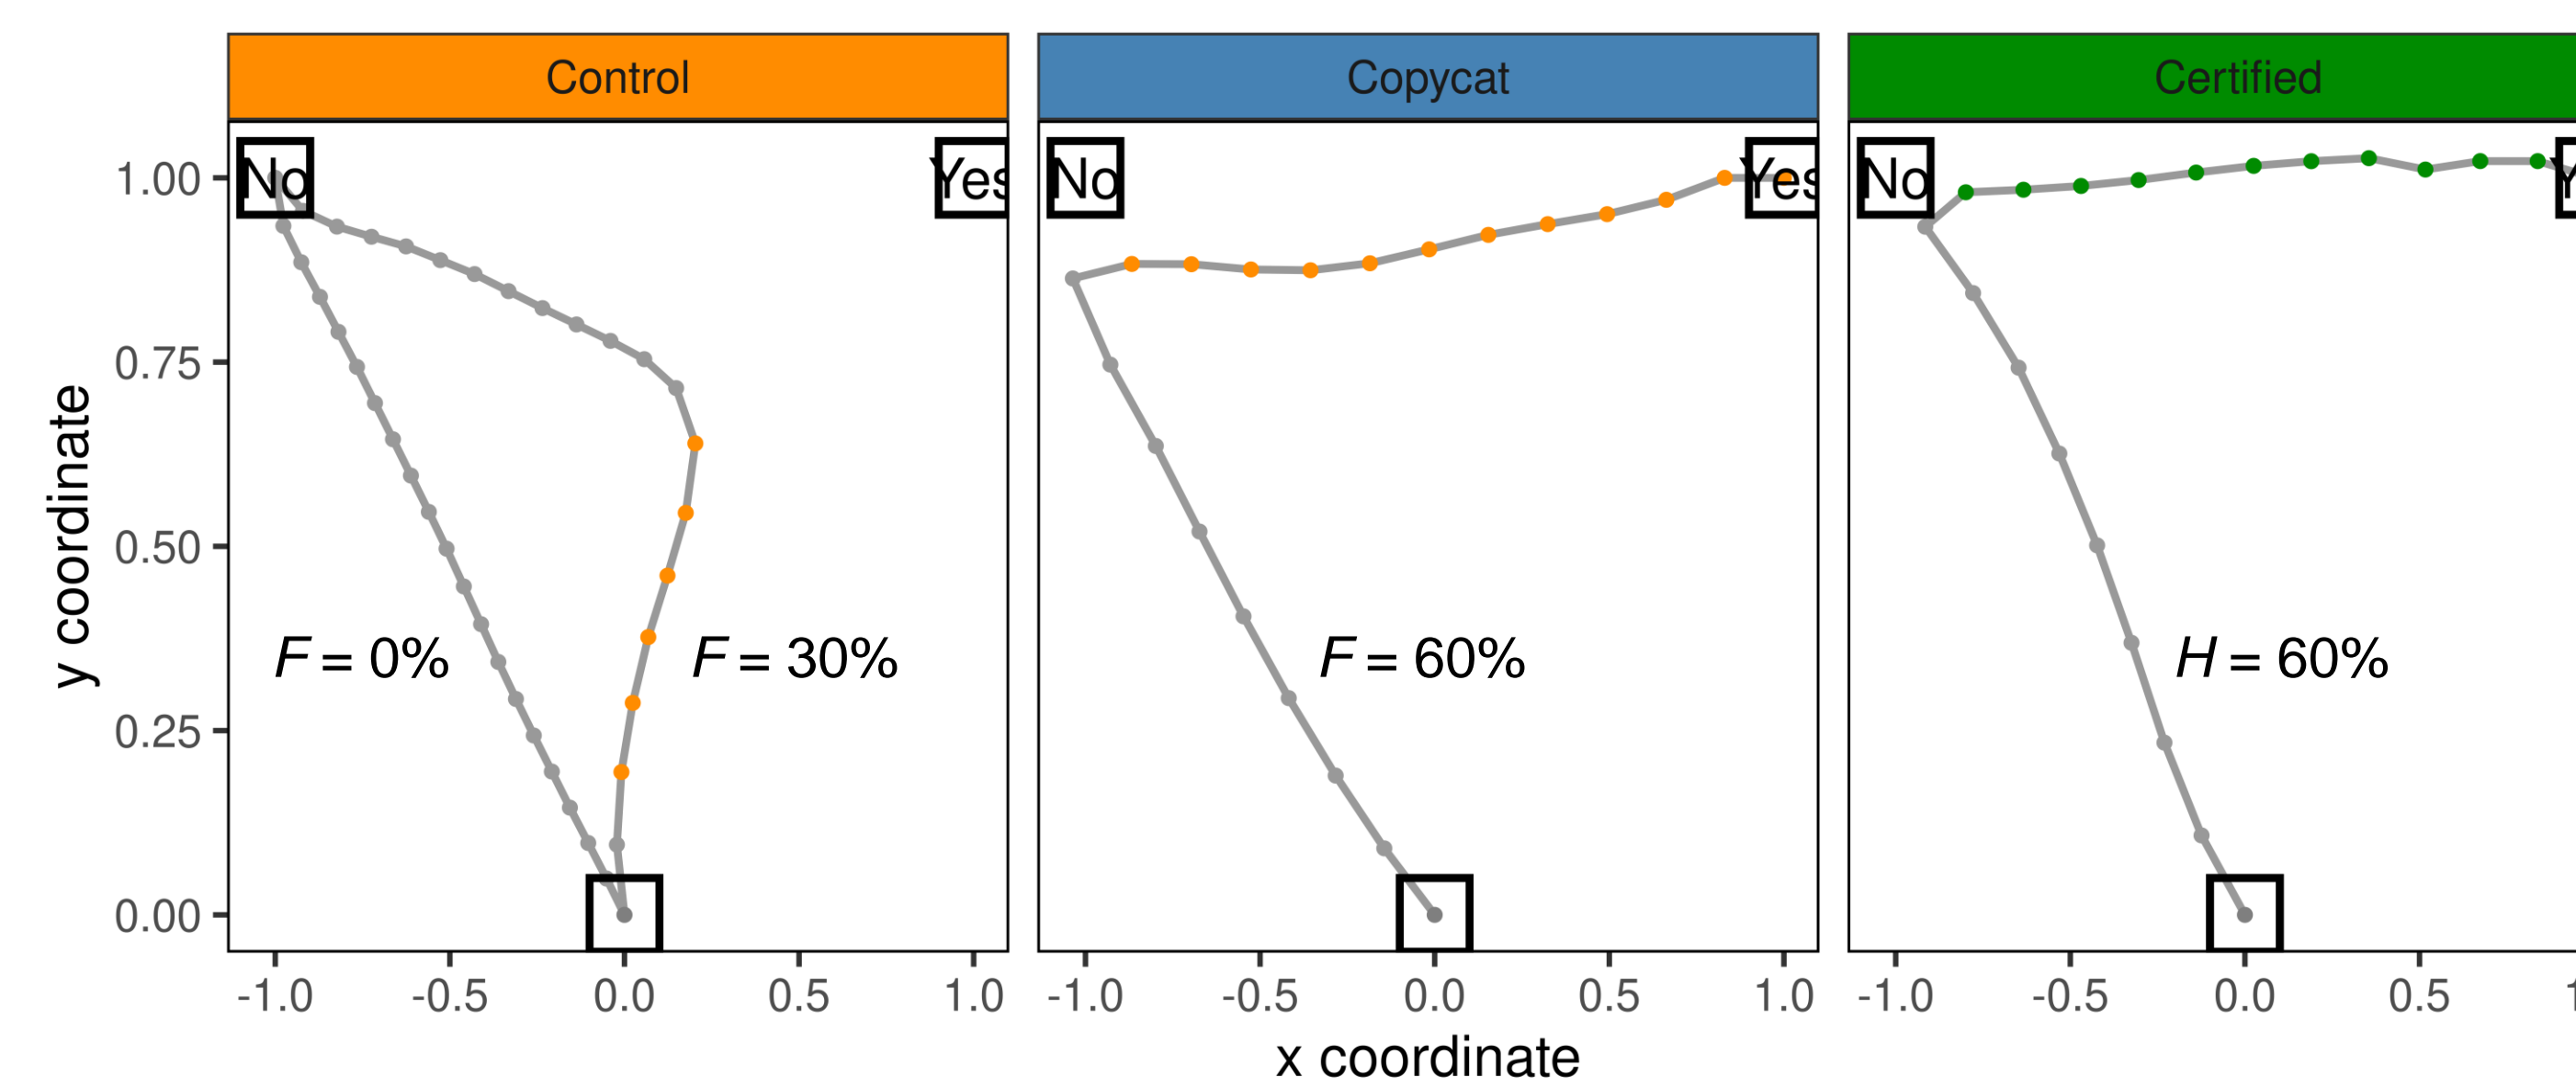 Control Copycat Certified
No Yes No Yes No
1.00
0.75
0.50
0.25
0.00
y coordinate
F = 0% F = 30% F = 60% H = 60%
-1.0 -0.5 0.0 0.5 1.0 -1.0 -0.5 0.0 0.5 1.0 -1.0 -0.5 0.0 0.5
x coordinate